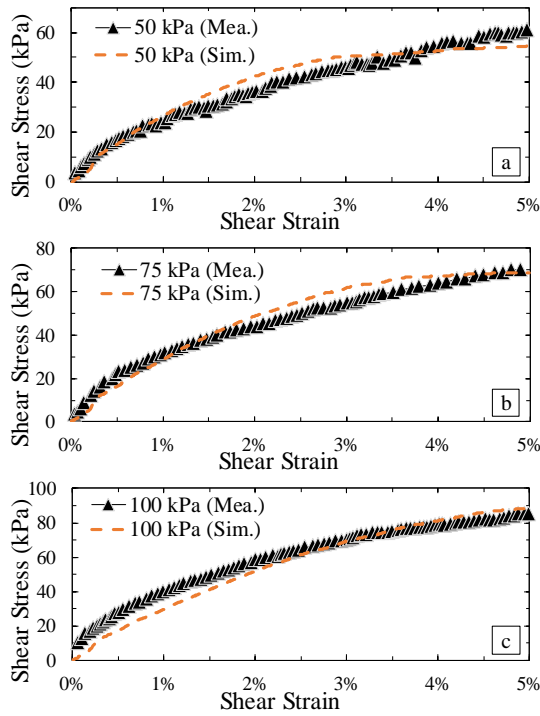 80
50 kPa (Mea.)
50 kPa (Sim.)
60
40
20
0
Shear Stress (kPa)
a
0% 1% 2% 3% 4% 5%
Shear Strain
80
75 kPa (Mea.)
75 kPa (Sim.)
60
40
20
0
Shear Stress (kPa)
b
0% 1% 2% 3% 4% 5%
Shear Strain
100
100 kPa (Mea.)
100 kPa (Sim.)
80
60
40
20
0
Shear Stress (kPa)
c
0% 1% 2% 3% 4% 5%
Shear Strain